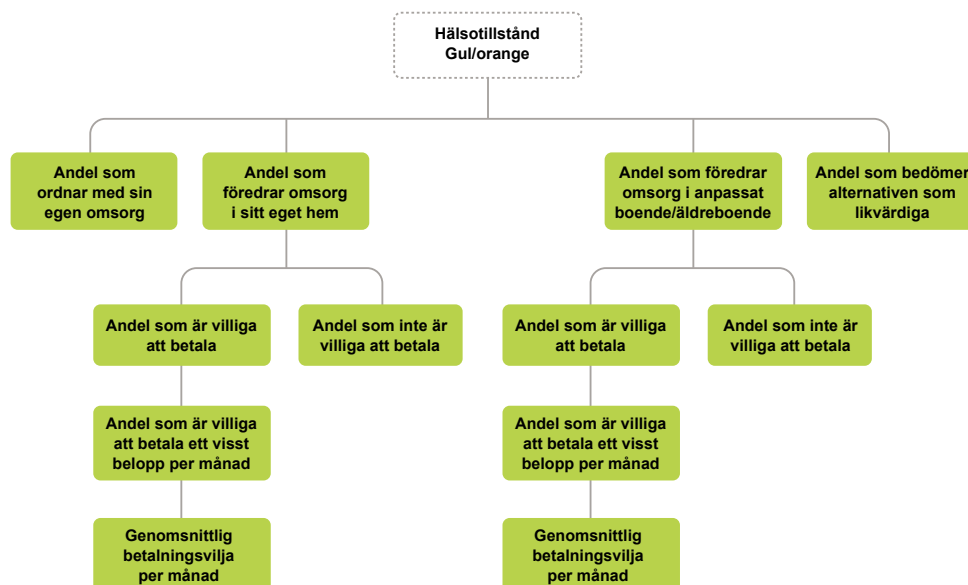 Hälsotillstånd
Gul/orange
Andel som
ordnar med sin
egen omsorg
Andel som
föredrar omsorg
i sitt eget hem
Andel som föredrar
omsorg i anpassat
boende/äldreboende
Andel som bedömer
alternativen som
likvärdiga
Andel som är villiga
att betala
Andel som inte är
villiga att betala
Andel som är villiga
att betala
Andel som inte är
villiga att betala
Andel som är villiga
att betala ett visst
belopp per månad
Andel som är villiga
att betala ett visst
belopp per månad
Genomsnittlig
betalningsvilja
per månad
Genomsnittlig
betalningsvilja
per månad